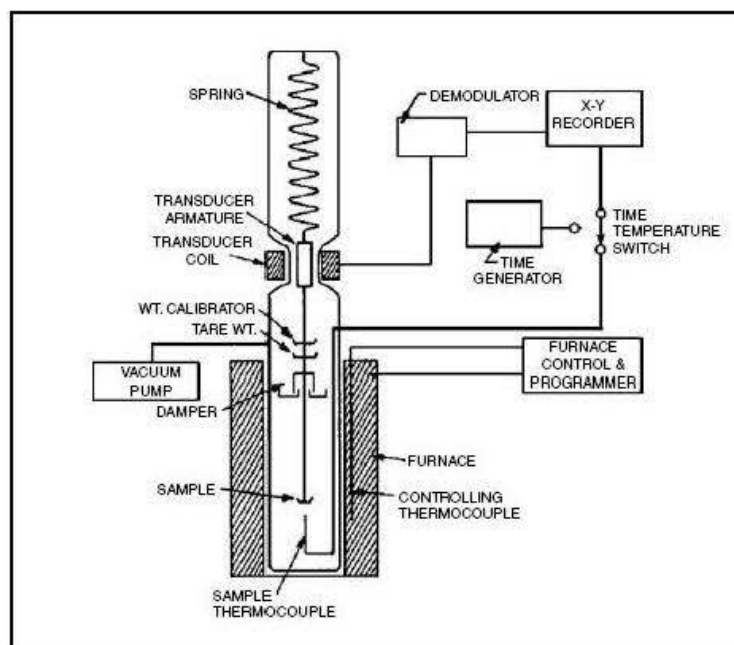 SPRING
DEMODULATOR
X-Y
RECORDER
TRANSDUCER
ARMATURE
TRANSDUCER
COIL
TIME
TEMPERATURE
SWITCH
TIME
GENERATOR
WT. CALIBRATOR
TARE WT.
VACUUM
PUMP
DAMPER
FURNACE
CONTROL &
PROGRAMMER
FURNACE
SAMPLE
CONTROLLING
THERMOCOUPLE
SAMPLE
THERMOCOUPLE